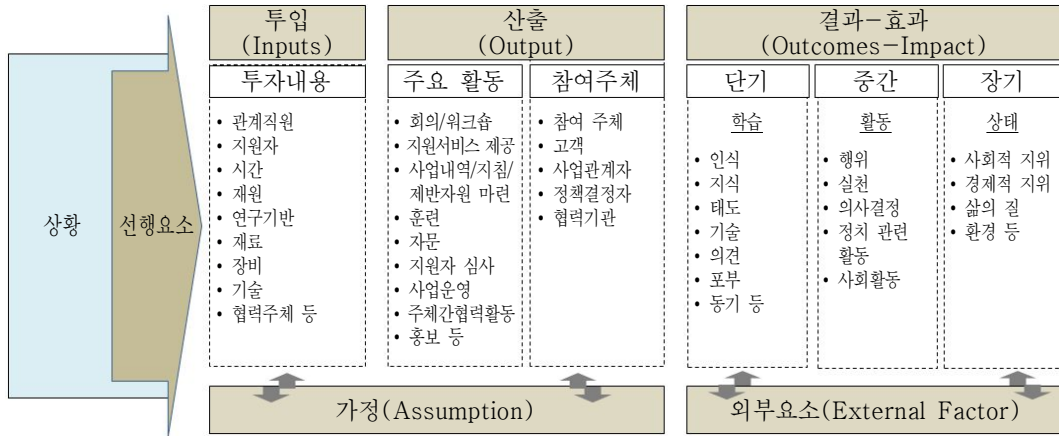 상황
선행요소
투입
(Inputs)
투자내용
• 관계직원
• 지원자
• 시간
• 재원
• 연구기반
• 재료
• 장비
• 기술
• 협력주체 등
산출
(Output)
주요 활동
• 회의/워크숍
• 지원서비스 제공
• 사업내역/지침/
제반자원 마련
• 훈련
• 자문
• 지원자 심사
• 사업운영
• 주체간협력활동
• 홍보 등
참여주체
• 참여 주체
• 고객
• 사업관계자
• 정책결정자
• 협력기관
결과-효과
(Outcomes-Impact)
단기
학습
• 인식
• 지식
• 태도
• 기술
• 의견
• 포부
• 동기 등
중간
활동
• 행위
• 실천
• 의사결정
• 정치 관련
활동
• 사회활동
장기
상태
• 사회적 지위
• 경제적 지위
• 삶의 질
• 환경 등
가정(Assumption)
외부요소(External Factor)